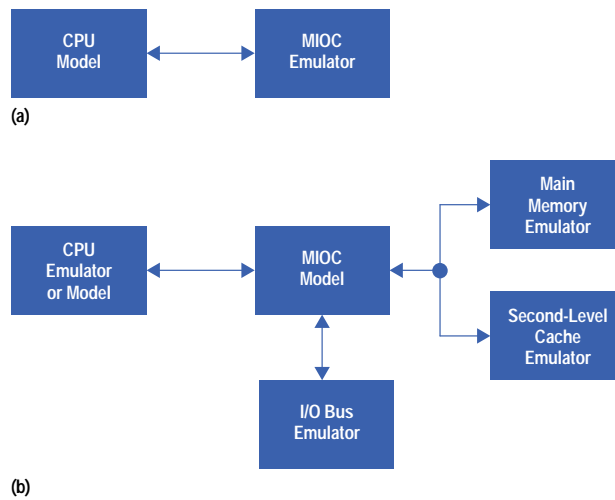 CPU
Model
MIOC
Emulator
(a)
Main
Memory
Emulator
CPU
Emulator
or Model
MIOC
Model
Second-Level
Cache
Emulator
I/O Bus
Emulator
(b)